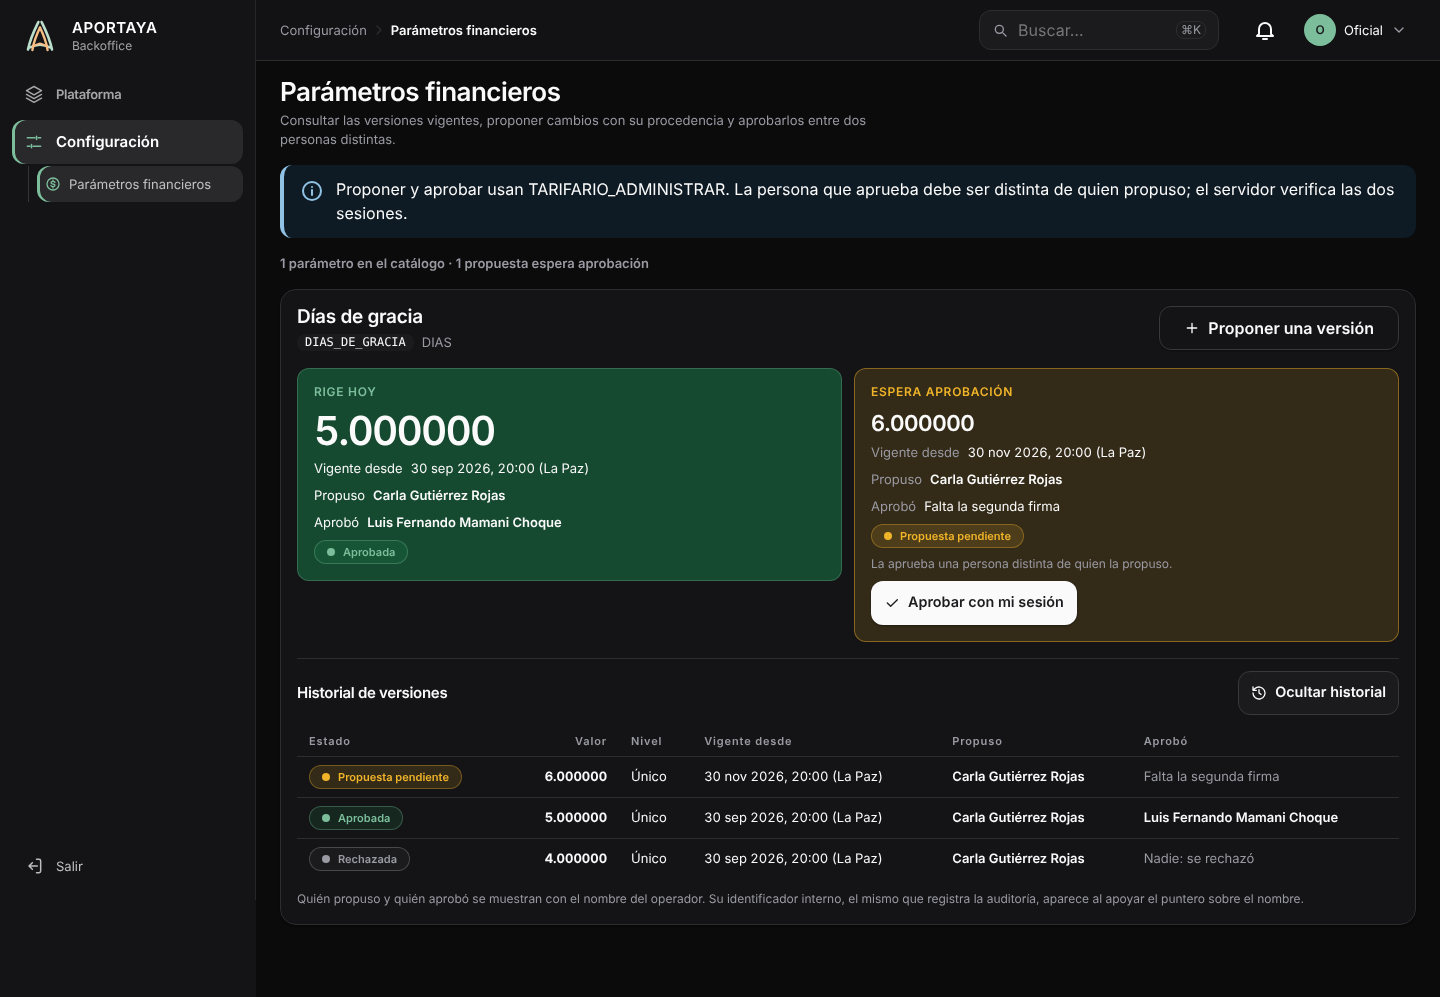 APORTAYA
Backoffice
Plataforma
Configuración
Parámetros financieros
Salir
Configuración > Parámetros financieros
Buscar...
⌘K
O
Oficial
Parámetros financieros
Consultar las versiones vigentes, proponer cambios con su procedencia y aprobarlos entre dos
personas distintas.
Proponer y aprobar usan TARIFARIO_ADMINISTRAR. La persona que aprueba debe ser distinta de quien propuso; el servidor verifica las dos
sesiones.
1 parámetro en el catálogo · 1 propuesta espera aprobación
Días de gracia
DIAS_DE_GRACIA DIAS
Proponer una versión
RIGE HOY
5.000000
Vigente desde 30 sep 2026, 20:00 (La Paz)
Propuso Carla Gutiérrez Rojas
Aprobó Luis Fernando Mamani Choque
Aprobada
ESPERA APROBACIÓN
6.000000
Vigente desde 30 nov 2026, 20:00 (La Paz)
Propuso Carla Gutiérrez Rojas
Aprobó Falta la segunda firma
Propuesta pendiente
La aprueba una persona distinta de quien la propuso.
Aprobar con mi sesión
Historial de versiones
Ocultar historial
Estado Valor Nivel Vigente desde Propuso Aprobó
Propuesta pendiente 6.000000 Único 30 nov 2026, 20:00 (La Paz) Carla Gutiérrez Rojas Falta la segunda firma
Aprobada 5.000000 Único 30 sep 2026, 20:00 (La Paz) Carla Gutiérrez Rojas Luis Fernando Mamani Choque
Rechazada 4.000000 Único 30 sep 2026, 20:00 (La Paz) Carla Gutiérrez Rojas Nadie: se rechazó
Quién propuso y quién aprobó se muestran con el nombre del operador. Su identificador interno, el mismo que registra la auditoría, aparece al apoyar el puntero sobre el nombre.